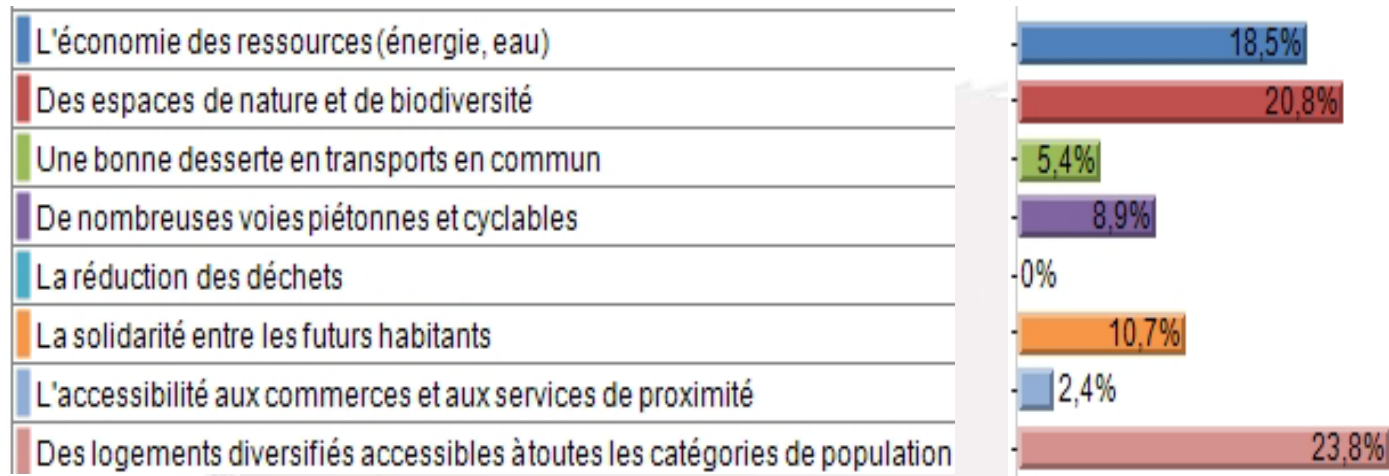 L'économie des ressources (énergie, eau) 18,5%
Des espaces de nature et de biodiversité 20,8%
Une bonne desserte en transports en commun 5,4%
De nombreuses voies piétonnes et cyclables 8,9%
La réduction des déchets 0%
La solidarité entre les futurs habitants 10,7%
L'accessibilité aux commerces et aux services de proximité 2,4%
Des logements diversifiés accessibles à toutes les catégories de population 23,8%